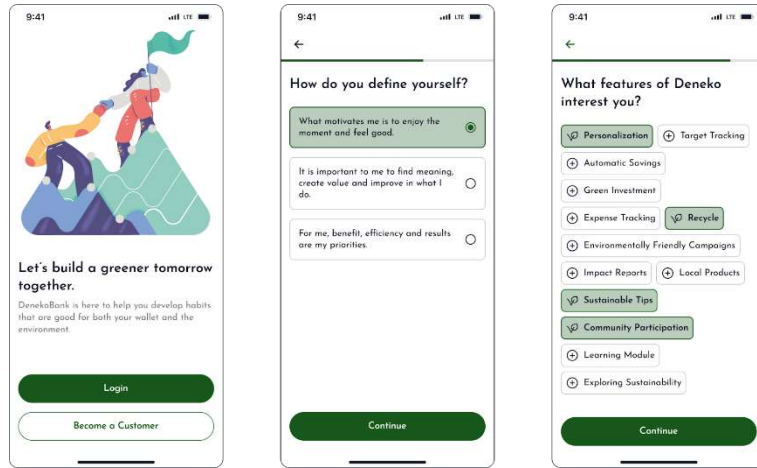 9:41
LTE
Let's build a greener tomorrow
together.
DenekoBank is here to help you develop habits
that are good for both your wallet and the
environment.
Login
Become a Customer
9:41
LTE
How do you define yourself?
What motivates me is to enjoy the
moment and feel good.
It is important to me to find meaning,
create value and improve in what I
do.
For me, benefit, efficiency and results
are my priorities.
Continue
9:41
LTE
What features of Deneko
interest you?
Personalization Target Tracking
Automatic Savings
Green Investment
Expense Tracking Recycle
Environmentally Friendly Campaigns
Impact Reports Local Products
Sustainable Tips
Community Participation
Learning Module
Exploring Sustainability
Continue